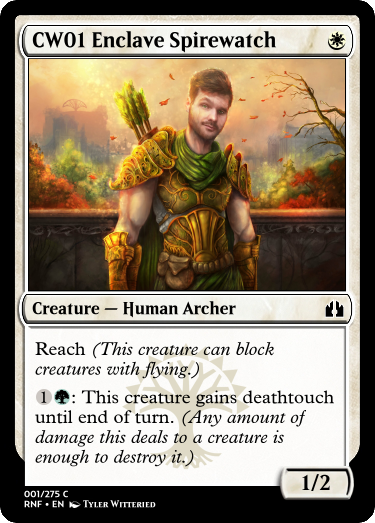 CW01 Enclave Spirewatch
Creature — Human Archer
Reach (This creature can block
creatures with flying.)
1: This creature gains deathtouch
until end of turn. (Any amount of
damage this deals to a creature is
enough to destroy it.)
1/2
001/275 C
RNF • EN Tyler Witteried